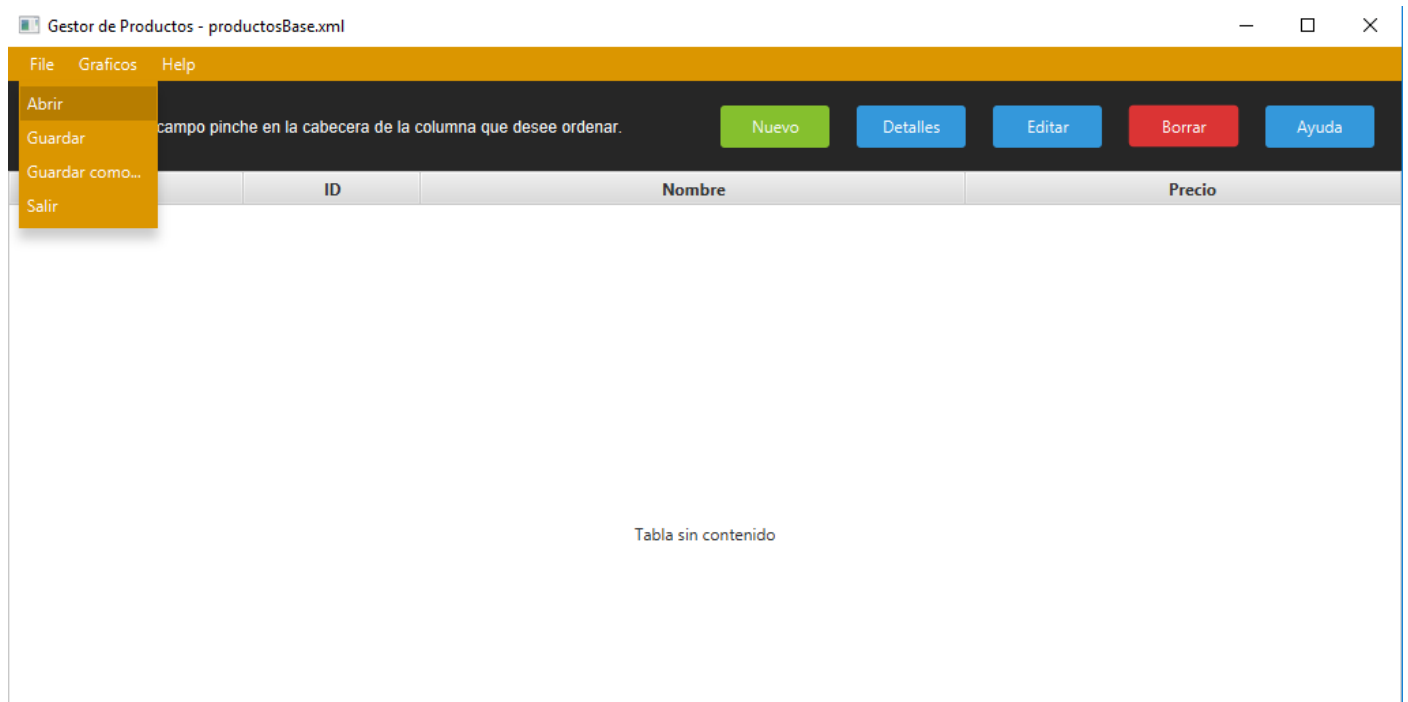 Gestor de Productos - productosBase.xml
File Graficos Help
Abrir
Guardar
Guardar como...
Salir
campo pinche en la cabecera de la columna que desee ordenar.
Nuevo Detalles Editar Borrar Ayuda
ID Nombre Precio
Tabla sin contenido